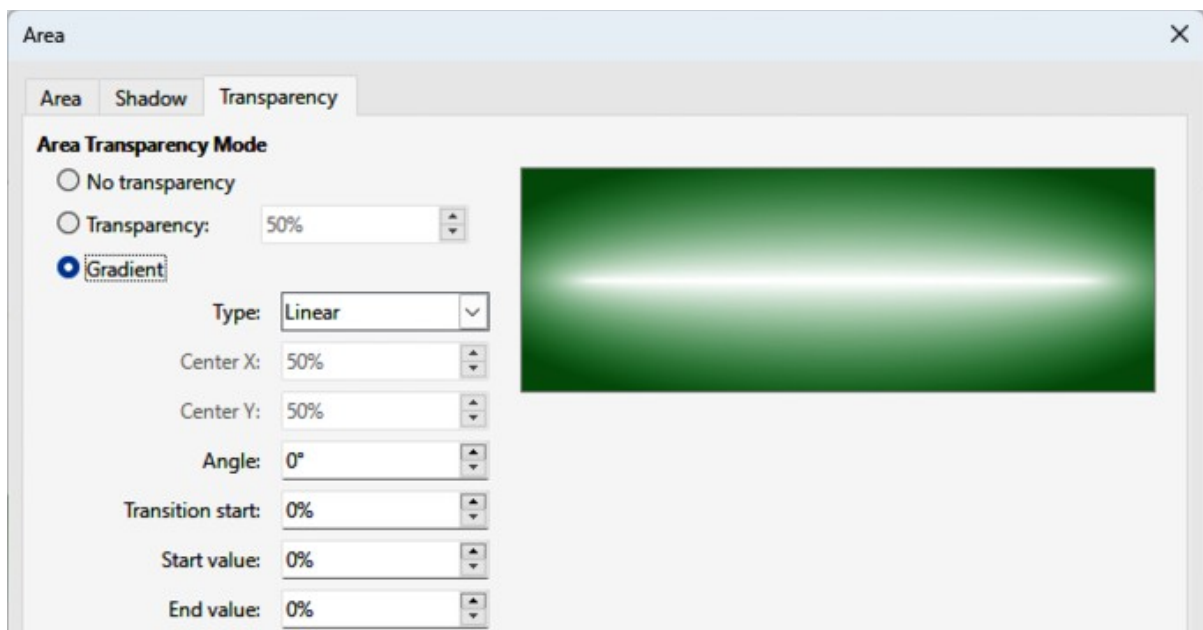 Area
Area Shadow Transparency
Area Transparency Mode
No transparency
Transparency: 50%
Gradient
Type: Linear
Center X: 50%
Center Y: 50%
Angle: 0°
Transition start: 0%
Start value: 0%
End value: 0%